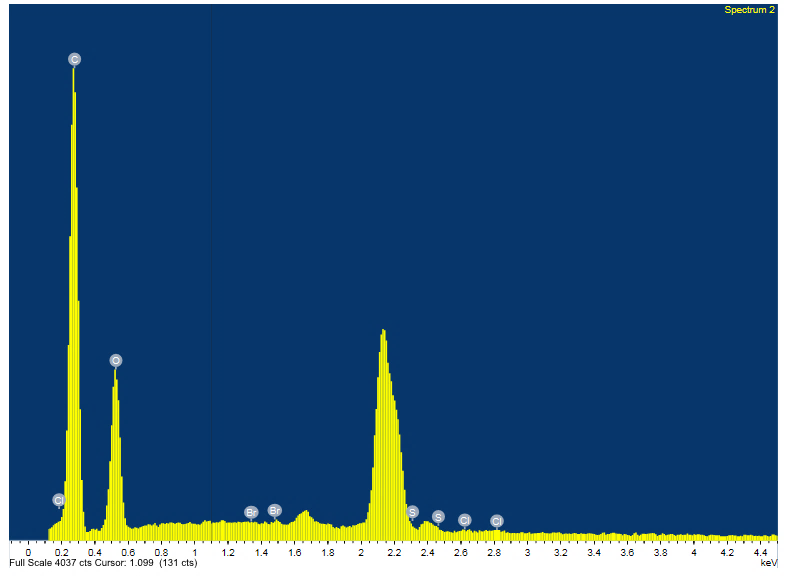 Spectrum 2
C
O
Cl
Br
Br
S
S
Cl
Cl
0 0.2 0.4 0.6 0.8 1 1.2 1.4 1.6 1.8 2 2.2 2.4 2.6 2.8 3 3.2 3.4 3.6 3.8 4 4.2 4.4
Full Scale 4037 cts Cursor: 1.099 (131 cts) keV